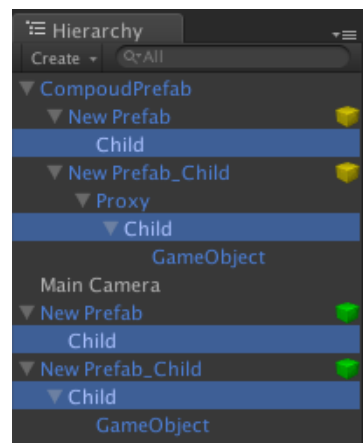 Hierarchy
Create All
CompoudPrefab
New Prefab
Child
New Prefab_Child
Proxy
Child
GameObject
Main Camera
New Prefab
Child
New Prefab_Child
Child
GameObject